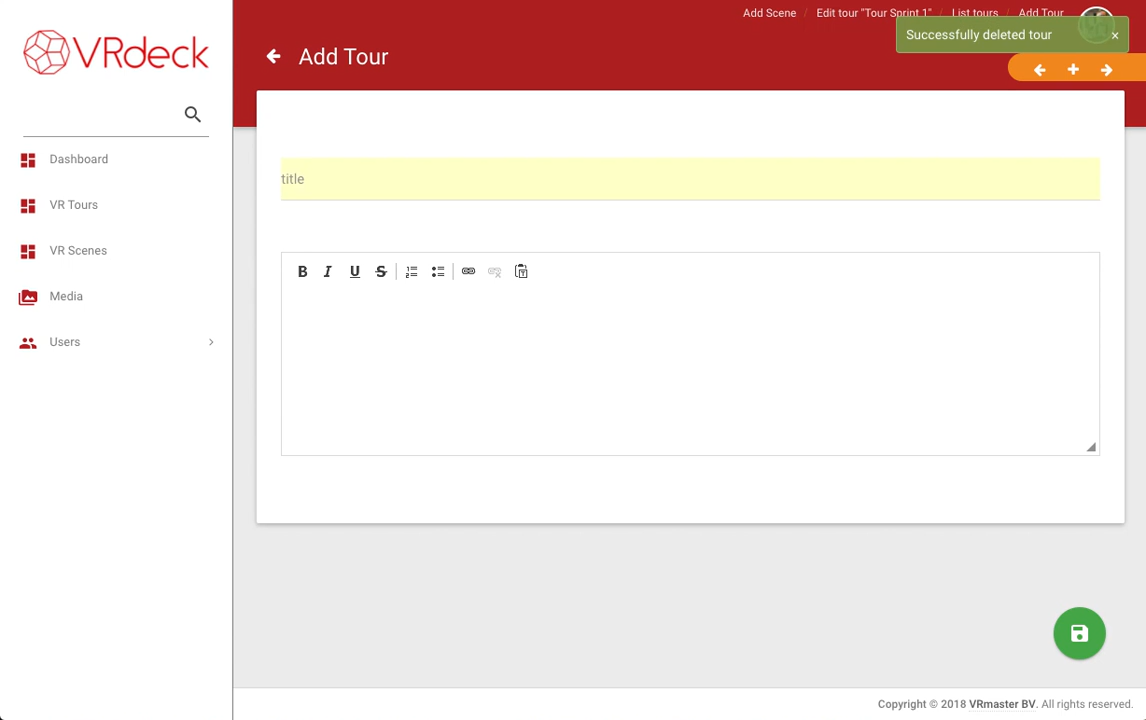 VRdeck
Add Scene / Edit tour "Tour Sprint 1" / List tours / Add Tour
Successfully deleted tour ×
Add Tour
Dashboard
title
VR Tours
VR Scenes
B I U S
Media
Users
Copyright © 2018 VRmaster BV. All rights reserved.